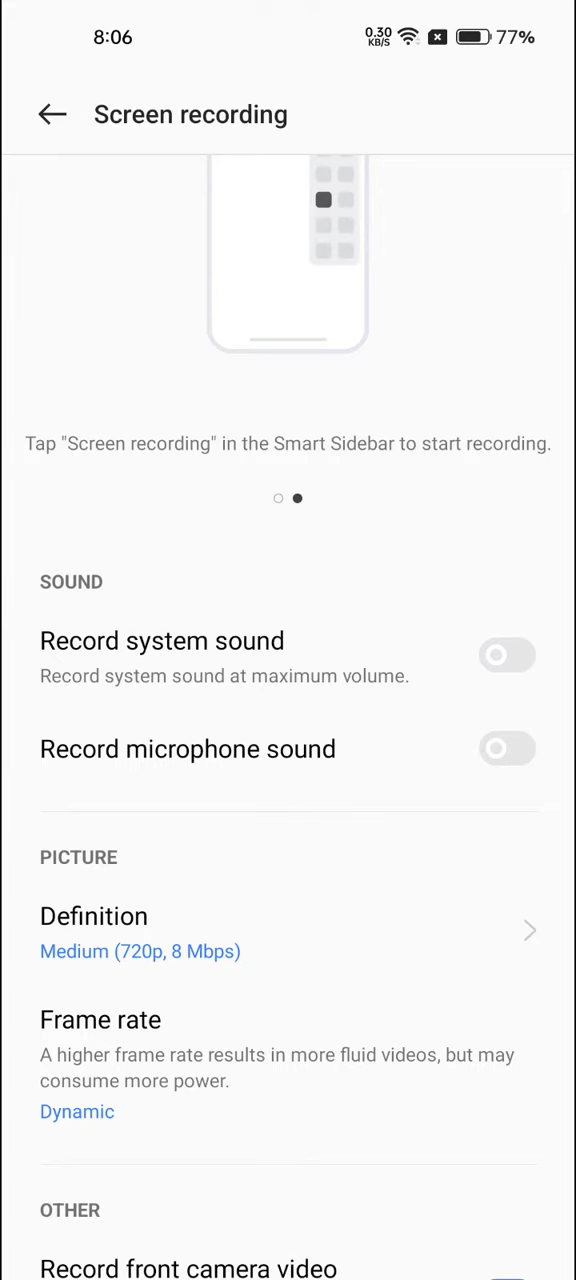 8:06
0.30
KB/S
77%
Screen recording
Tap "Screen recording" in the Smart Sidebar to start recording.
SOUND
Record system sound
Record system sound at maximum volume.
Record microphone sound
PICTURE
Definition
Medium (720p, 8 Mbps)
Frame rate
A higher frame rate results in more fluid videos, but may
consume more power.
Dynamic
OTHER
Record front camera video